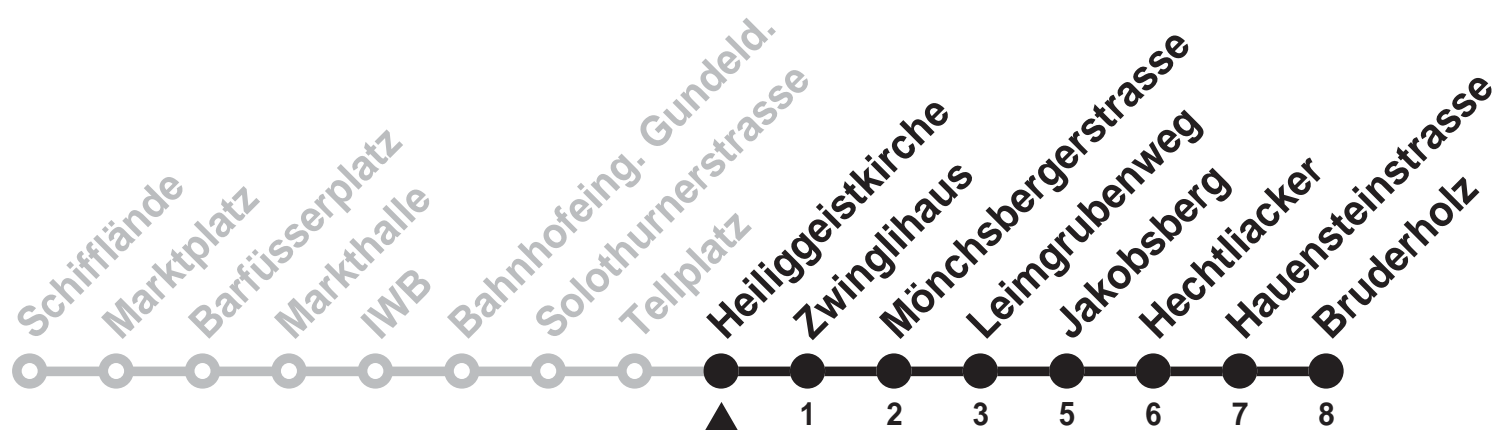 Schifflände
Marktplatz
Barfüsserplatz
Markthalle
IWB
Bahnhofeing. Gundeld.
Solothurnerstrasse
Tellplatz
Heiliggeistkirche
Zwinglihaus
Mönchsbergerstrasse
Leimgrubenweg
Jakobsberg
Hechtliacker
Hauensteinstrasse
Bruderholz
1 2 3 5 6 7 8